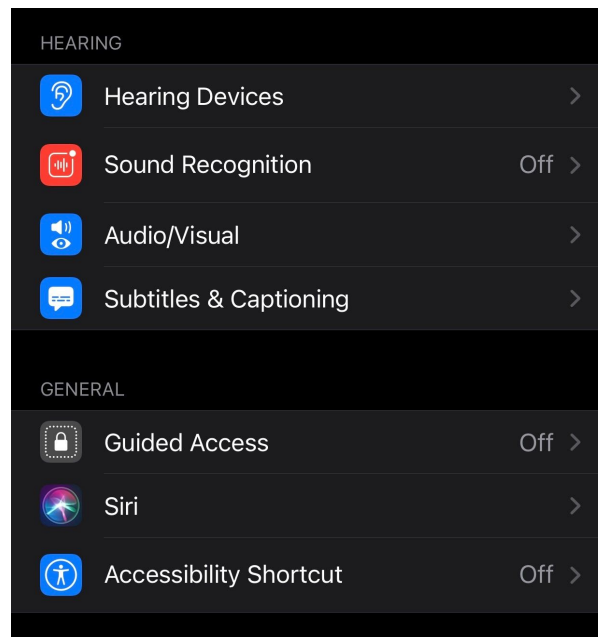 HEARING
Hearing Devices
Sound Recognition Off
Audio/Visual
Subtitles & Captioning
GENERAL
Guided Access Off
Siri
Accessibility Shortcut Off